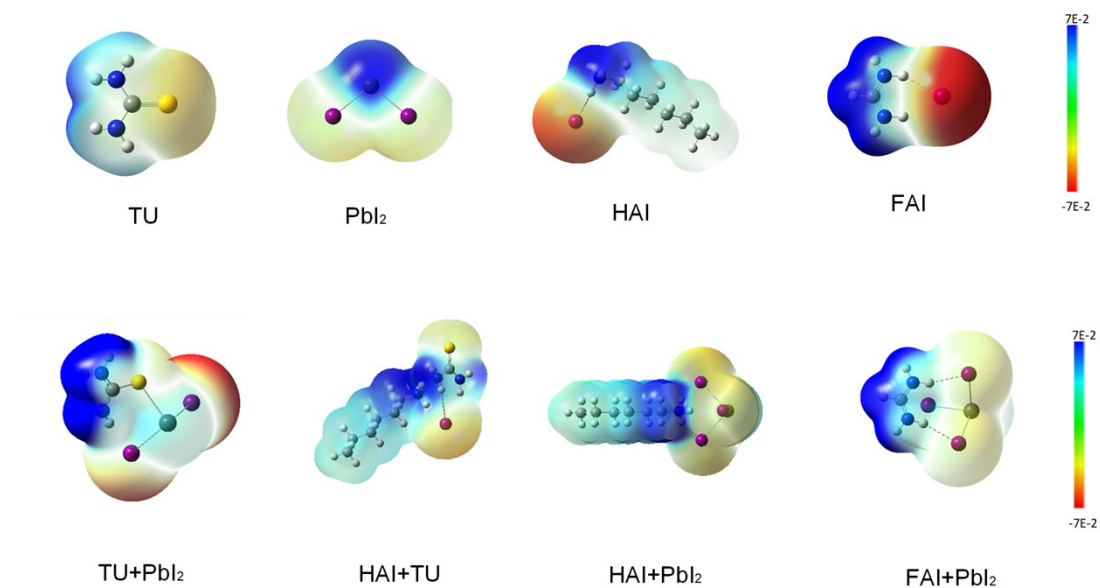 7E-2
-7E-2
TU
PbI₂
HAI
FAI
7E-2
-7E-2
TU+PbI₂
HAI+TU
HAI+PbI₂
FAI+PbI₂